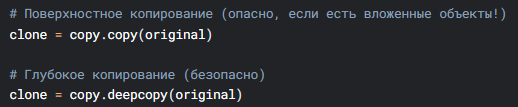 # Поверхностное копирование (опасно, если есть вложенные объекты!)
clone = copy.copy(original)
# Глубокое копирование (безопасно)
clone = copy.deepcopy(original)